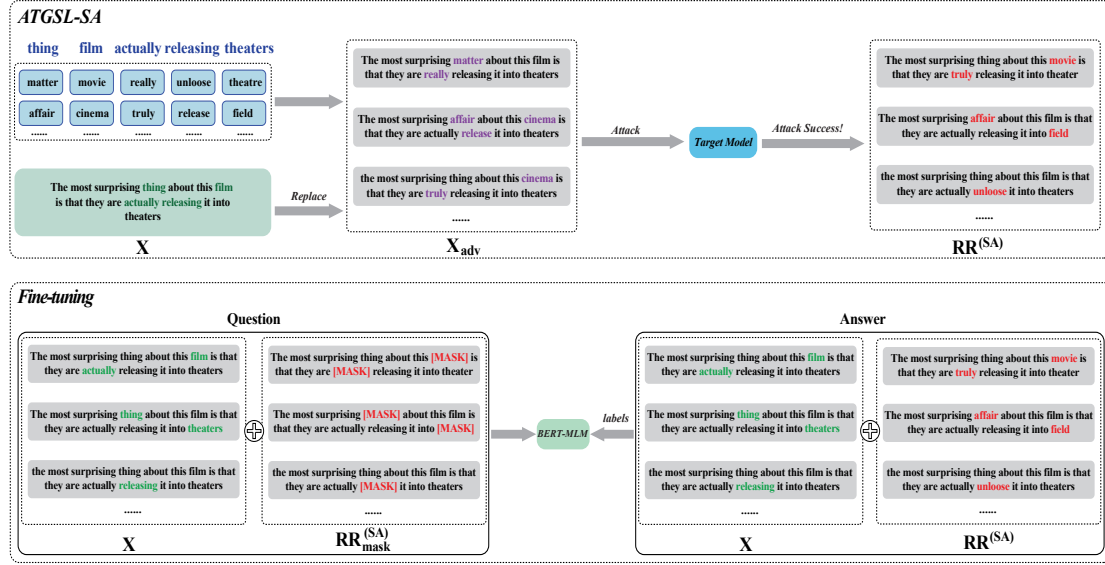 ATGSL-SA
thing film actually releasing theaters
matter movie really unloose theatre
affair cinema truly release field
...... ...... ...... ...... ......
The most surprising thing about this film
is that they are actually releasing it into
theaters
X
Replace
The most surprising matter about this film is
that they are really releasing it into theaters
The most surprising affair about this cinema is
that they are actually release it into theaters
the most surprising thing about this cinema is
that they are truly releasing it into theaters
......
X_adv
Attack
Target Model
Attack Success!
The most surprising thing about this movie is
that they are truly releasing it into theater
The most surprising affair about this film is
that they are actually releasing it into field
the most surprising thing about this film is that
they are actually unloose it into theaters
......
RR^(SA)
Fine-tuning
Question
The most surprising thing about this film is that
they are actually releasing it into theaters
The most surprising thing about this film is that
they are actually releasing it into theaters
the most surprising thing about this film is that
they are actually releasing it into theaters
......
X
The most surprising thing about this [MASK] is
that they are [MASK] releasing it into theater
The most surprising [MASK] about this film is
that they are actually releasing it into [MASK]
the most surprising thing about this film is that
they are actually [MASK] it into theaters
......
RR_mask^(SA)
BERT-MLM
labels
Answer
The most surprising thing about this film is that
they are actually releasing it into theaters
The most surprising thing about this film is that
they are actually releasing it into theaters
the most surprising thing about this film is that
they are actually releasing it into theaters
......
X
The most surprising thing about this movie is
that they are truly releasing it into theater
The most surprising affair about this film is that
they are actually releasing it into field
the most surprising thing about this film is that
they are actually unloose it into theaters
......
RR^(SA)